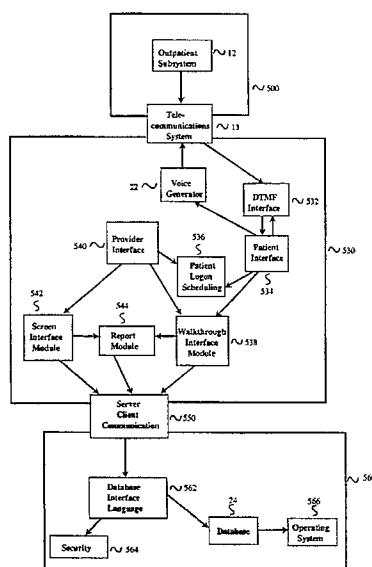 Outpatient
Subsystem
12
500
Tele-
communications
System
13
22
Voice
Generator
DTMF
Interface
532
530
540
Provider
Interface
536
Patient
Logon
Scheduling
Patient
Interface
534
542
Screen
Interface
Module
544
Report
Module
Walkthrough
Interface
Module
538
Server
Client
Communication
550
56
Database
Interface
Language
562
24
Database
566
Operating
System
Security
564